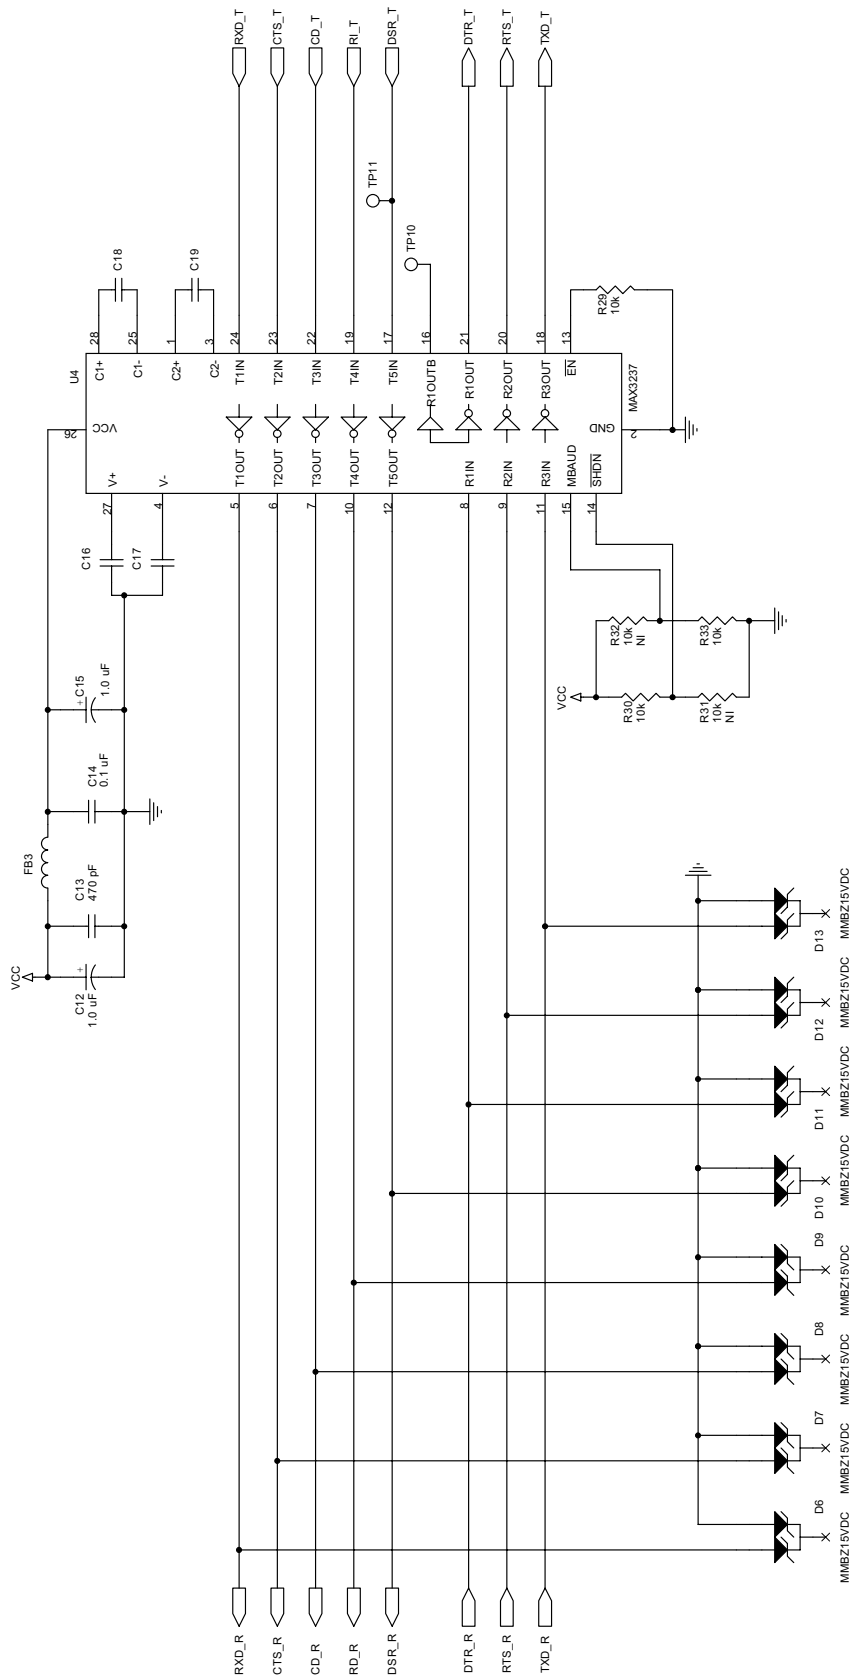 RXD_T
CTS_T
CD_T
RI_T
DSR_T
DTR_T
RTS_T
TXD_T
TP11
TP10
C18
C19
R29
10k
28
25
1
3
24
23
22
19
17
16
21
20
18
13
U4
C1+
C1-
C2+
C2-
T1IN
T2IN
T3IN
T4IN
T5IN
R1OUTB
R1OUT
R2OUT
R3OUT
EN
MAX3237
26
VCC
GND
2
V+
V-
T1OUT
T2OUT
T3OUT
T4OUT
T5OUT
R1IN
R2IN
R3IN
MBAUD
SHDN
27
4
5
6
7
10
12
8
9
11
15
14
C16
C17
C15
1.0 uF
C14
0.1 uF
FB3
C13
470 pF
VCC
C12
1.0 uF
VCC
R32
10k
NI
R33
10k
R30
10k
R31
10k
NI
D13
MMBZ15VDC
D12
MMBZ15VDC
D11
MMBZ15VDC
D10
MMBZ15VDC
D9
MMBZ15VDC
D8
MMBZ15VDC
D7
MMBZ15VDC
D6
MMBZ15VDC
RXD_R
CTS_R
CD_R
RD_R
DSR_R
DTR_R
RTS_R
TXD_R